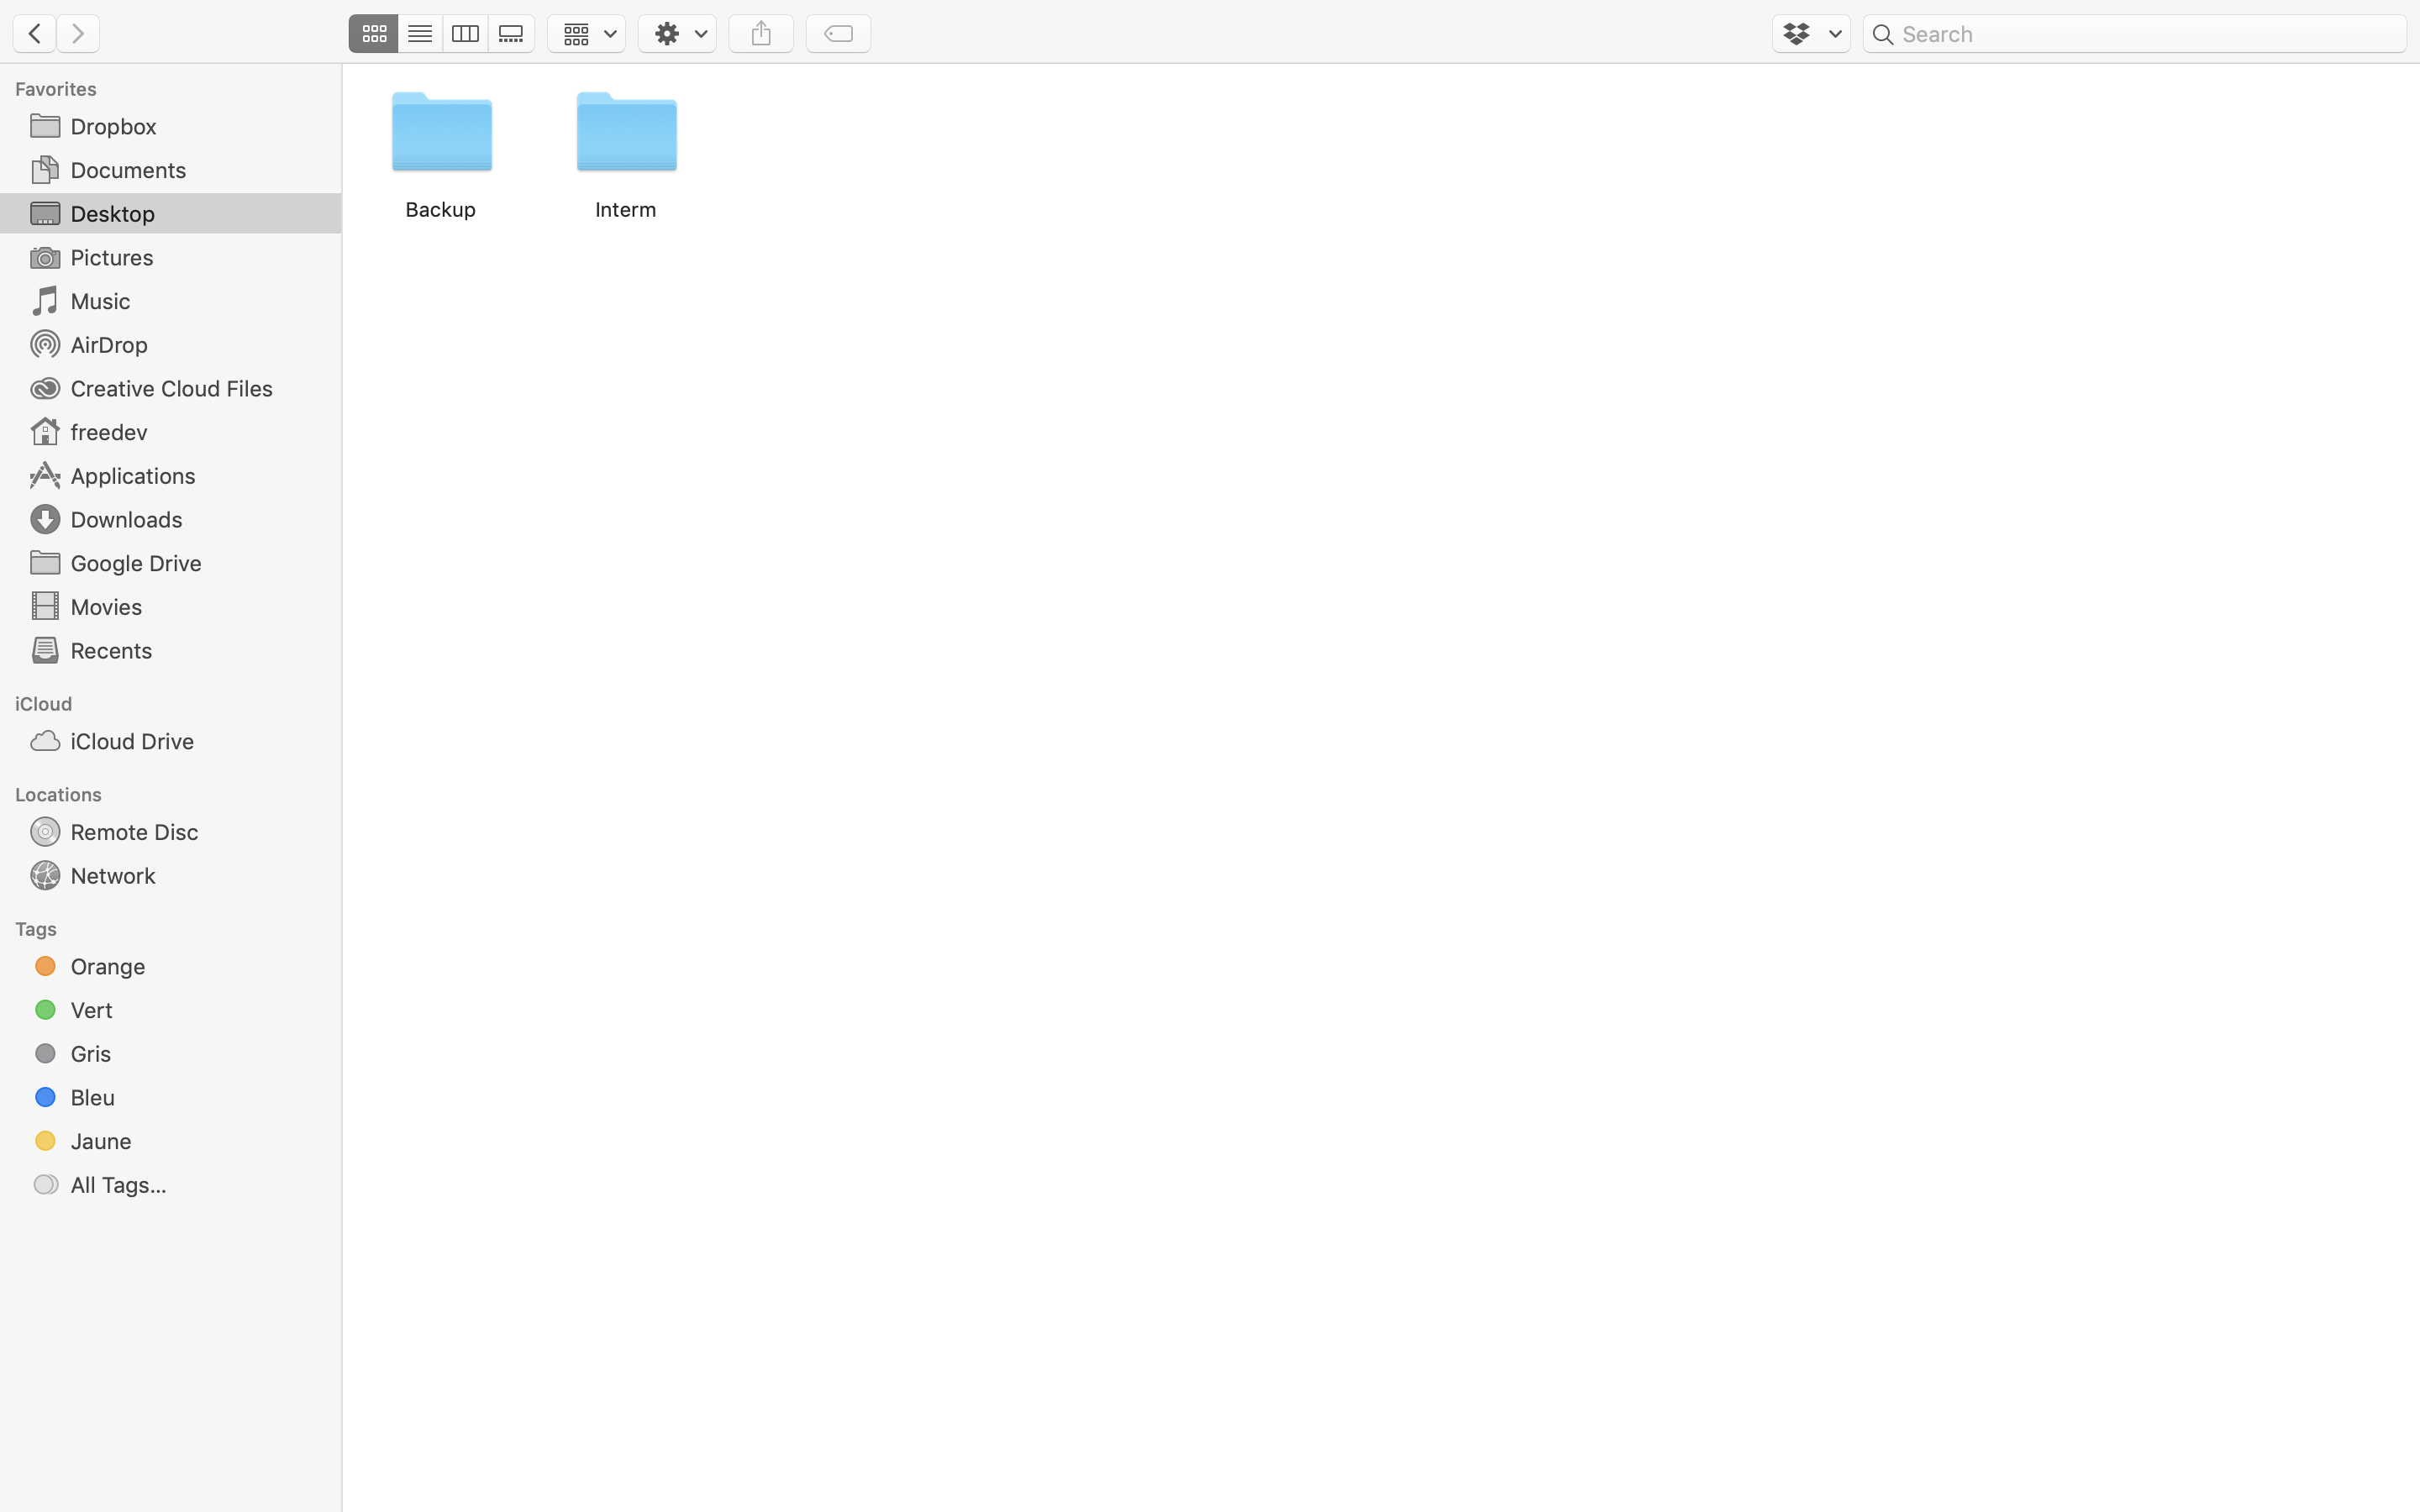 Search
Favorites
Dropbox
Documents
Desktop
Pictures
Music
AirDrop
Creative Cloud Files
freedev
Applications
Downloads
Google Drive
Movies
Recents
iCloud
iCloud Drive
Locations
Remote Disc
Network
Tags
Orange
Vert
Gris
Bleu
Jaune
All Tags...
Backup
Interm